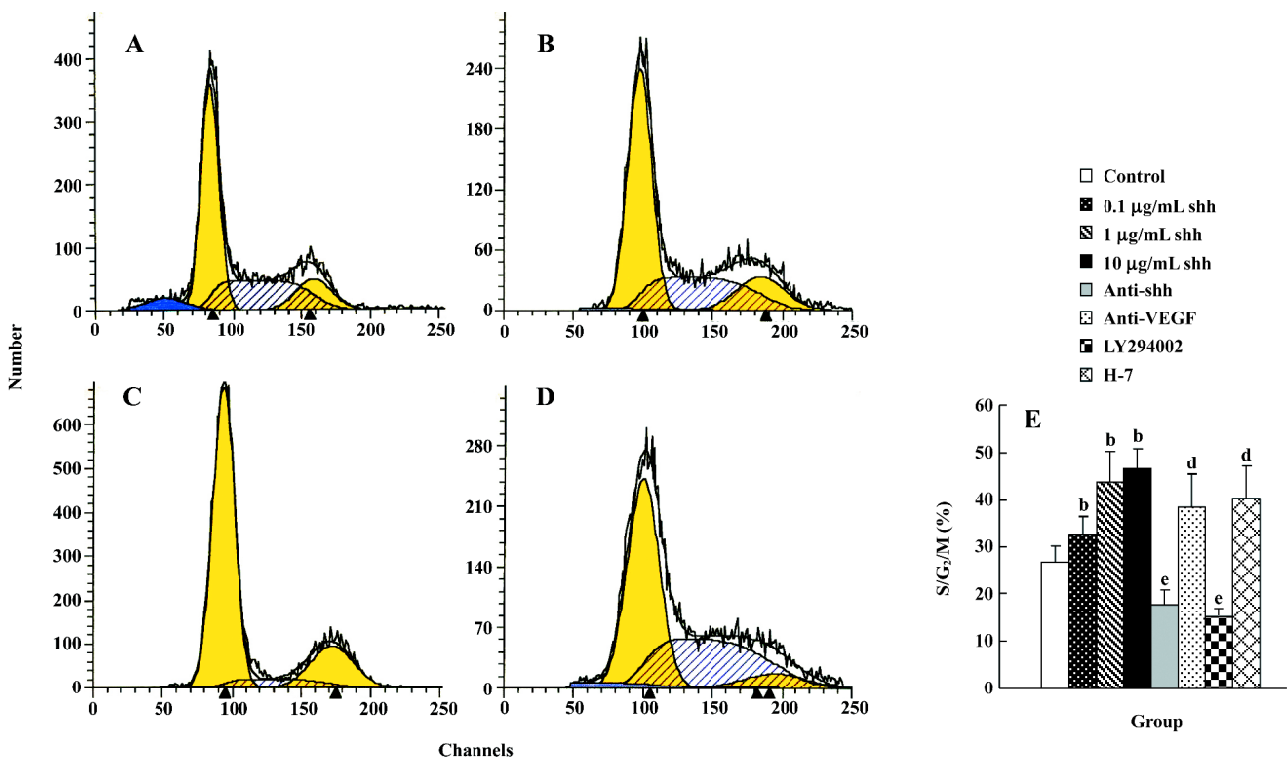 A
400
300
200
100
0
0 50 100 150 200 250
B
240
180
120
60
0
50 100 150 200 250
C
600
500
400
300
200
100
0
0 50 100 150 200 250
D
280
210
140
70
0
50 100 150 200 250
Number
Channels
Control
0.1 µg/mL shh
1 µg/mL shh
10 µg/mL shh
Anti-shh
Anti-VEGF
LY294002
H-7
E
60
50
40
30
20
10
0
S/G₂/M (%)
b
b
b
e
d
e
d
Group